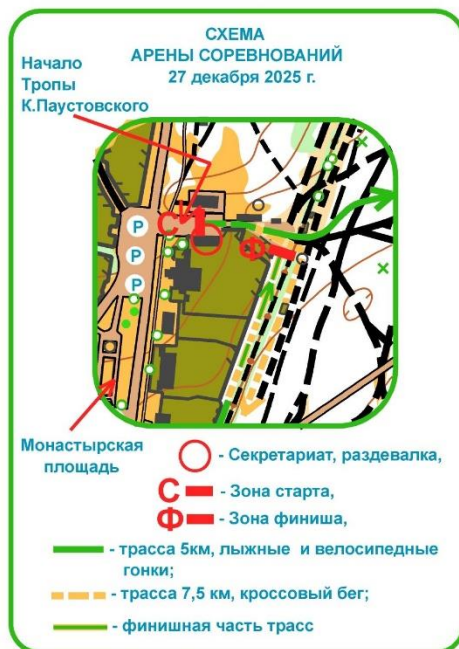 СХЕМА
АРЕНЫ СОРЕВНОВАНИЙ
27 декабря 2025 г.
Начало
Тропы
К.Паустовского
С
Ф
Р
Р
Р
Монастырская
площадь
- Секретариат, раздевалка,
С - Зона старта,
Ф - Зона финиша,
- трасса 5км, лыжные и велосипедные
гонки;
- трасса 7,5 км, кроссовый бег;
- финишная часть трасс